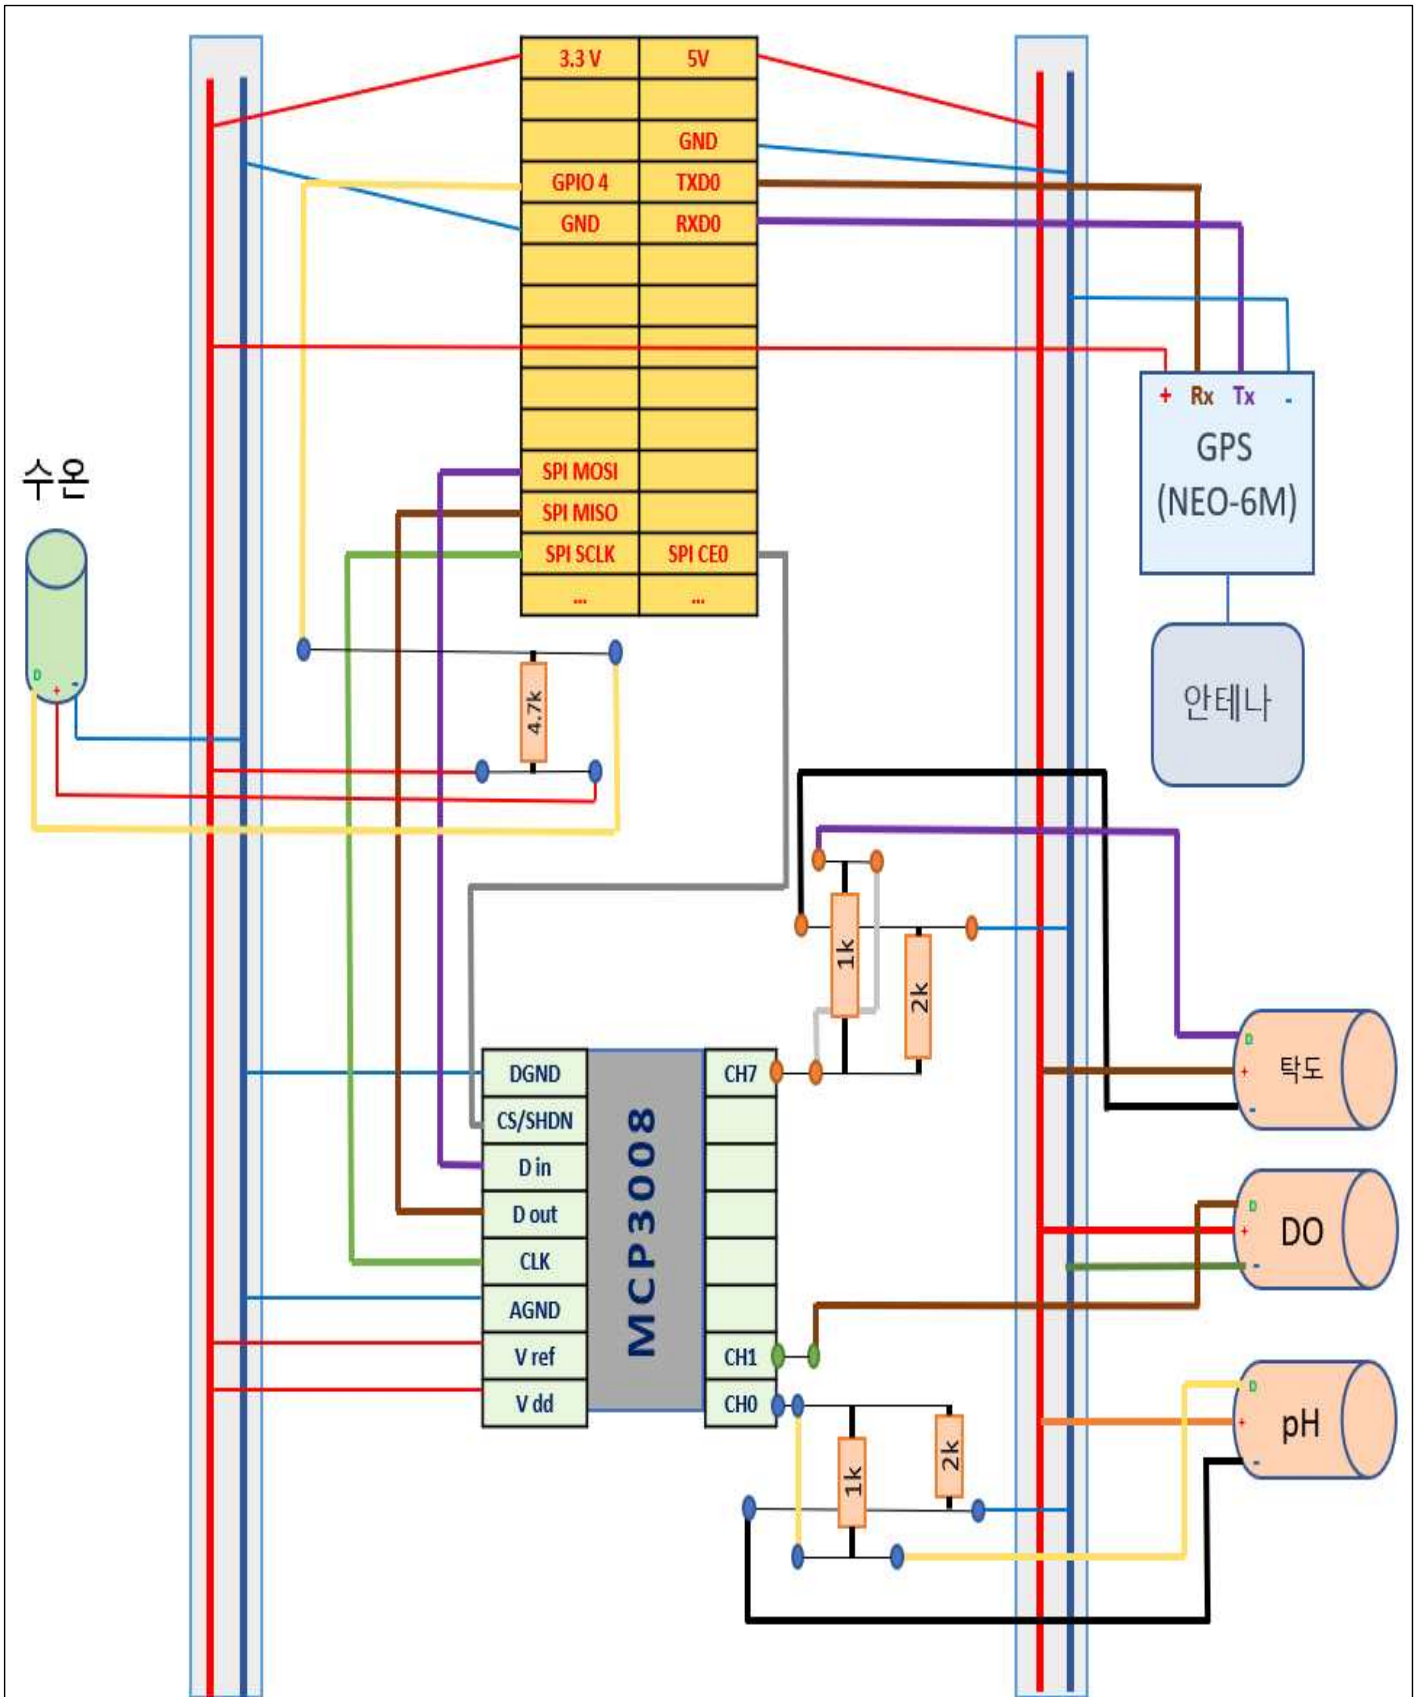 3.3 V 5V
GND
GPIO 4 TXD0
GND RXD0
+ Rx Tx -
GPS
(NEO-6M)
SPI MOSI
SPI MISO
SPI SCLK SPI CE0
... ...
수온
D + -
4.7k
안테나
1k
2k
DGND
CS/SHDN
D in
D out
CLK
AGND
V ref
V dd
MCP3008
CH7
CH1
CH0
D
+
-
탁도
D
+
-
DO
D
+
-
pH
1k
2k